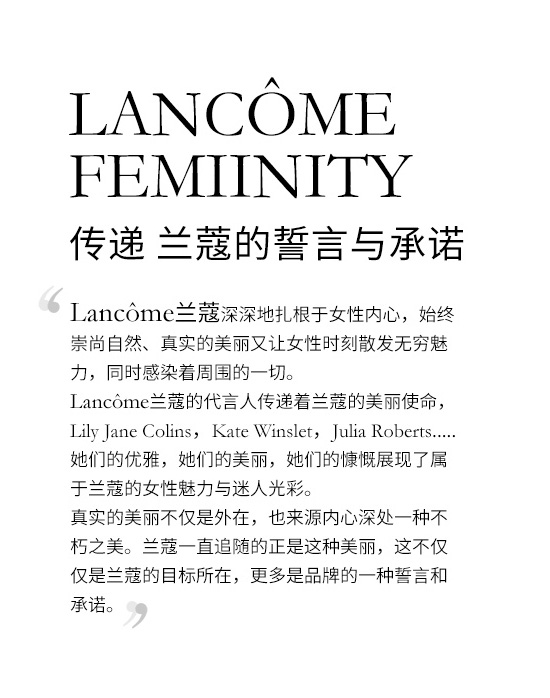 LANCÔME
FEMIINITY
传递 兰蔻的誓言与承诺
“
Lancôme兰蔻深深地扎根于女性内心，始终
崇尚自然、真实的美丽又让女性时刻散发无穷魅
力，同时感染着周围的一切。
Lancôme兰蔻的代言人传递着兰蔻的美丽使命，
Lily Jane Colins，Kate Winslet，Julia Roberts.....
她们的优雅，她们的美丽，她们的慷慨展现了属
于兰蔻的女性魅力与迷人光彩。
真实的美丽不仅是外在，也来源内心深处一种不
朽之美。兰蔻一直追随的正是这种美丽，这不仅
仅是兰蔻的目标所在，更多是品牌的一种誓言和
承诺。”